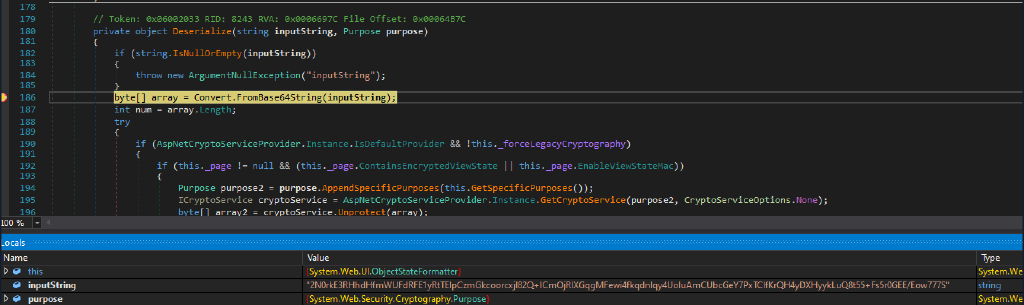 178
179 // Token: 0x06002033 RID: 8243 RVA: 0x0006697C File Offset: 0x00064B7C
180 private object Deserialize(string inputString, Purpose purpose)
181 {
182 if (string.IsNullOrEmpty(inputString))
183 {
184 throw new ArgumentNullException("inputString");
185 }
186 byte[] array = Convert.FromBase64String(inputString);
187 int num = array.Length;
188 try
189 {
190 if (AspNetCryptoServiceProvider.Instance.IsDefaultProvider && !this._forceLegacyCryptography)
191 {
192 if (this._page != null && (this._page.ContainsEncryptedViewState || this._page.EnableViewStateMac))
193 {
194 Purpose purpose2 = purpose.AppendSpecificPurposes(this.GetSpecificPurposes());
195 ICryptoService cryptoService = AspNetCryptoServiceProvider.Instance.GetCryptoService(purpose2, CryptoServiceOptions.None);
196 byte[] array2 = cryptoService.Unprotect(array);
100 %
Locals
Name Value Type
this {System.Web.UI.ObjectStateFormatter} System.We
inputString string
purpose {System.Web.Security.Cryptography.Purpose} System.We